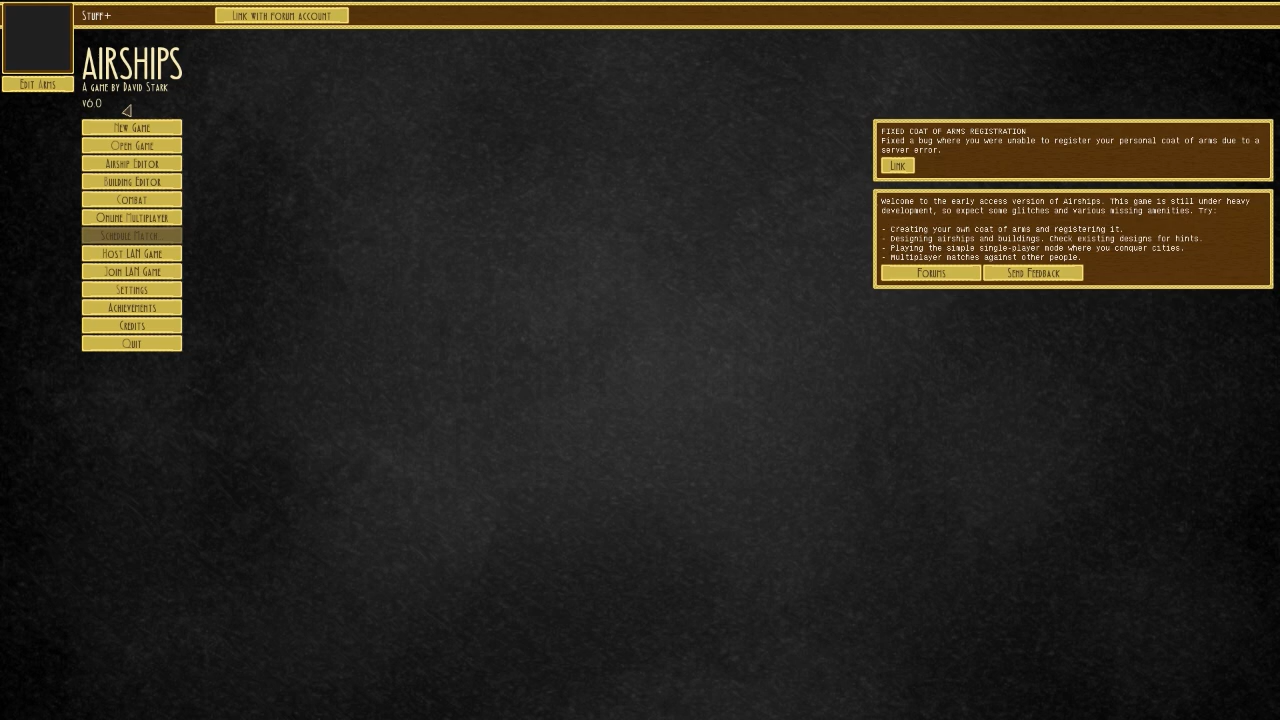 Stuff+
Link with forum account
Edit Arms
AIRSHIPS
A game by David Stark
v6.0
New Game
Open Game
Airship Editor
Building Editor
Combat
Online Multiplayer
Schedule Match
Host LAN Game
Join LAN Game
Settings
Achievements
Credits
Quit
FIXED COAT OF ARMS REGISTRATION
Fixed a bug where you were unable to register your personal coat of arms due to a
server error.
Link
Welcome to the early access version of Airships. This game is still under heavy
development, so expect some glitches and various missing amenities. Try:
- Creating your own coat of arms and registering it.
- Designing airships and buildings. Check existing designs for hints.
- Playing the simple single-player mode where you conquer cities.
- Multiplayer matches against other people.
Forums
Send Feedback